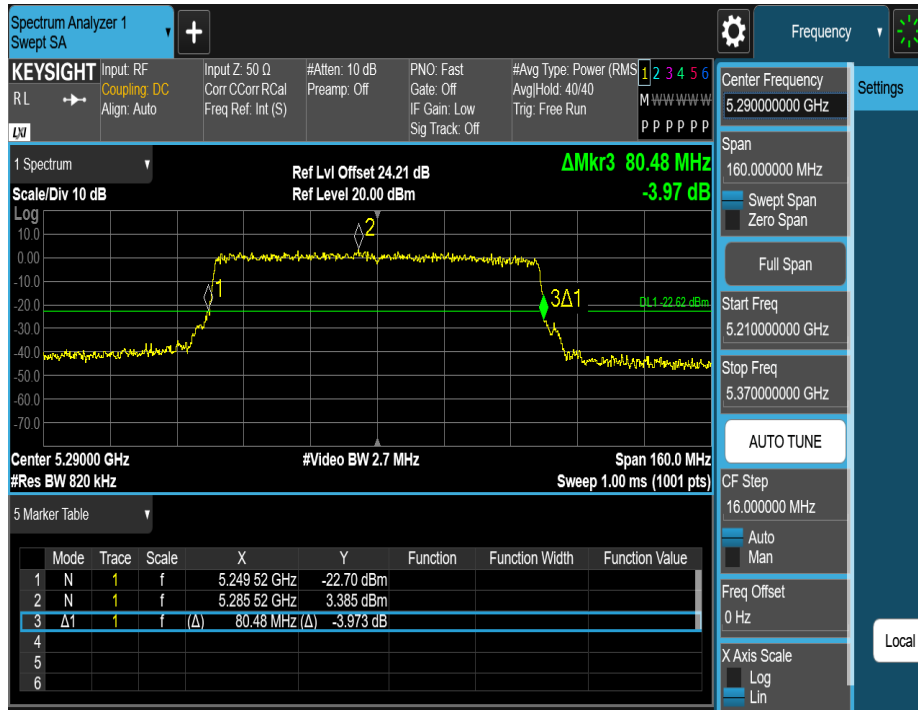 Spectrum Analyzer 1
Swept SA
+
Frequency
KEYSIGHT
RL
LXI
Input: RF
Coupling: DC
Align: Auto
Input Z: 50 Ω
Corr CCorr RCal
Freq Ref: Int (S)
#Atten: 10 dB
Preamp: Off
PNO: Fast
Gate: Off
IF Gain: Low
Sig Track: Off
#Avg Type: Power (RMS
Avg|Hold: 40/40
Trig: Free Run
1 2 3 4 5 6
M W W W W W
P P P P P P
1 Spectrum
Scale/Div 10 dB
Ref Lvl Offset 24.21 dB
Ref Level 20.00 dBm
ΔMkr3 80.48 MHz
-3.97 dB
Log
10.0
0.00
-10.0
-20.0
-30.0
-40.0
-50.0
-60.0
-70.0
1
2
3Δ1
DL1 -22.62 dBm
Center 5.29000 GHz
#Video BW 2.7 MHz
Span 160.0 MHz
#Res BW 820 kHz
Sweep 1.00 ms (1001 pts)
5 Marker Table
Mode Trace Scale X Y Function Function Width Function Value
1 N 1 f 5.249 52 GHz -22.70 dBm
2 N 1 f 5.285 52 GHz 3.385 dBm
3 Δ1 1 f (Δ) 80.48 MHz (Δ) -3.973 dB
4
5
6
Center Frequency
5.290000000 GHz
Span
160.000000 MHz
Swept Span
Zero Span
Full Span
Start Freq
5.210000000 GHz
Stop Freq
5.370000000 GHz
AUTO TUNE
CF Step
16.000000 MHz
Auto
Man
Freq Offset
0 Hz
X Axis Scale
Log
Lin
Settings
Local